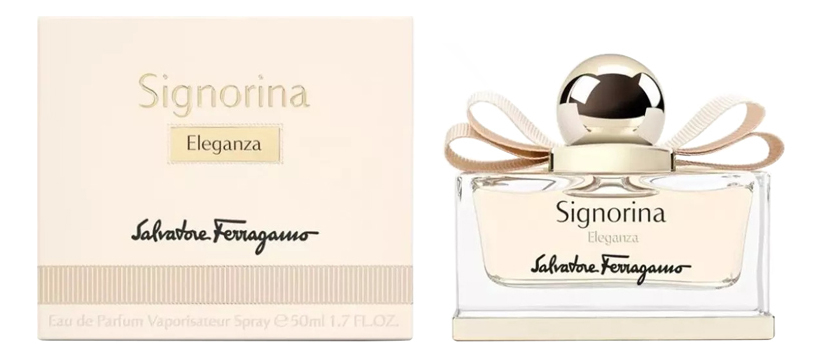 Signorina
Eleganza
Salvatore Ferragamo
Eau de Parfum Vaporisateur Spray ℮50ml 1.7 FL.OZ.
Signorina
Eleganza
Salvatore Ferragamo